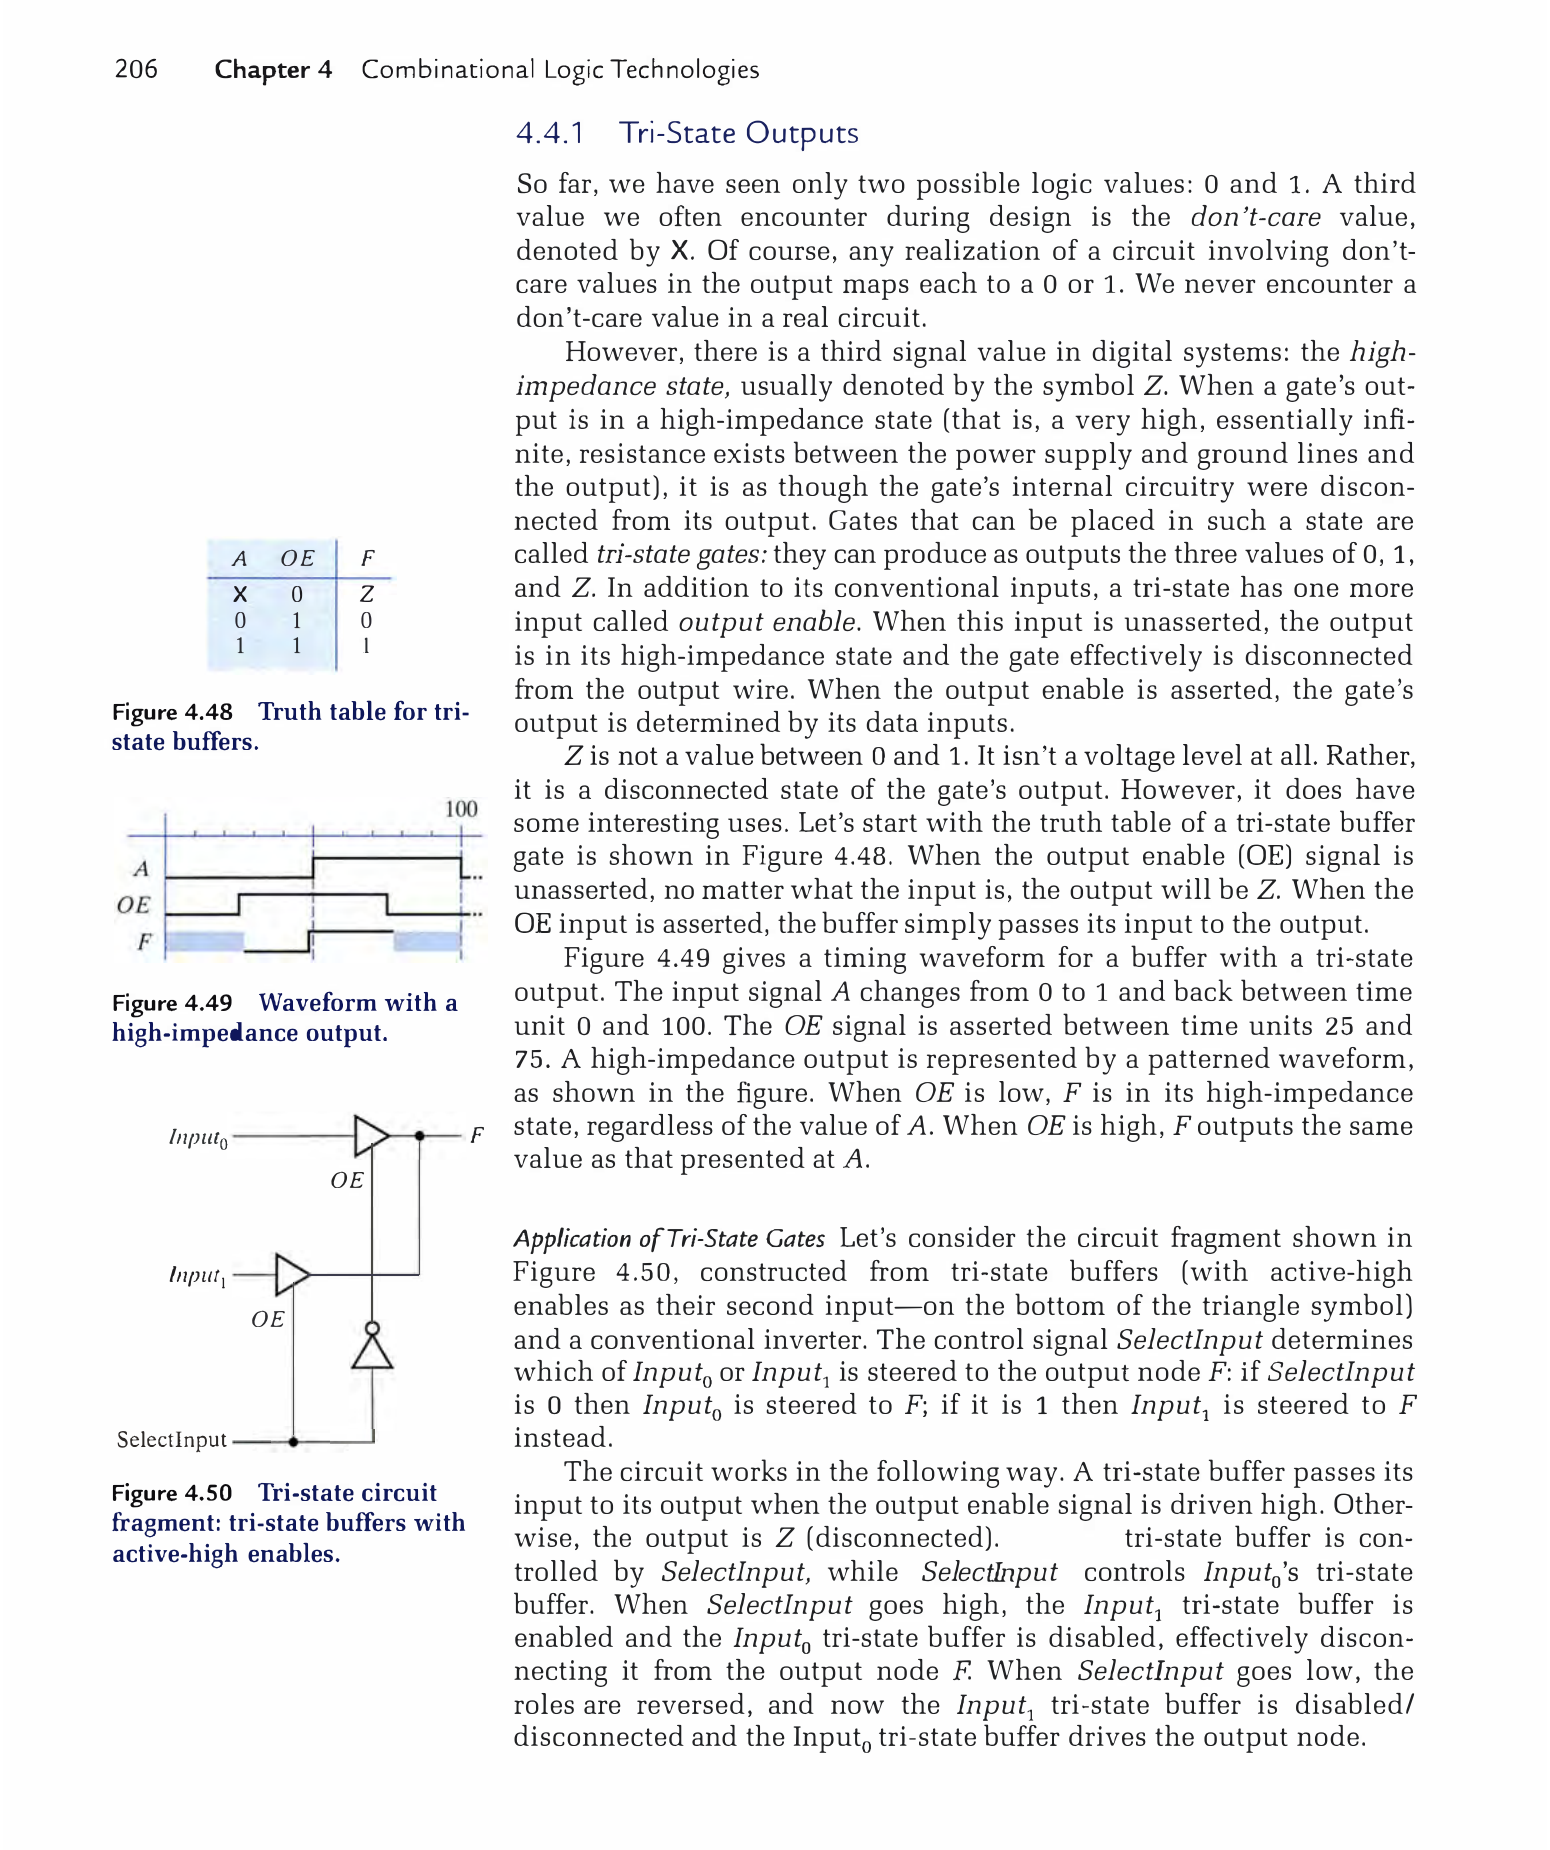 206 Chapter 4 Combinational Logic Technologies
4.4.1 Tri-State Outputs
So far, we have seen only two possible logic values: 0 and 1. A third
value we often encounter during design is the don't-care value,
denoted by X. Of course, any realization of a circuit involving don't-
care values in the output maps each to a 0 or 1. We never encounter a
don't-care value in a real circuit.
However, there is a third signal value in digital systems: the high-
impedance state, usually denoted by the symbol Z. When a gate's out-
put is in a high-impedance state (that is, a very high, essentially infi-
nite, resistance exists between the power supply and ground lines and
the output), it is as though the gate's internal circuitry were discon-
nected from its output. Gates that can be placed in such a state are
called tri-state gates: they can produce as outputs the three values of 0, 1,
and Z. In addition to its conventional inputs, a tri-state has one more
input called output enable. When this input is unasserted, the output
is in its high-impedance state and the gate effectively is disconnected
from the output wire. When the output enable is asserted, the gate's
output is determined by its data inputs.
Z is not a value between 0 and 1. It isn't a voltage level at all. Rather,
it is a disconnected state of the gate's output. However, it does have
some interesting uses. Let's start with the truth table of a tri-state buffer
gate is shown in Figure 4.48. When the output enable (OE) signal is
unasserted, no matter what the input is, the output will be Z. When the
OE input is asserted, the buffer simply passes its input to the output.
Figure 4.49 gives a timing waveform for a buffer with a tri-state
output. The input signal A changes from 0 to 1 and back between time
unit 0 and 100. The OE signal is asserted between time units 25 and
75. A high-impedance output is represented by a patterned waveform,
as shown in the figure. When OE is low, F is in its high-impedance
state, regardless of the value of A. When OE is high, F outputs the same
value as that presented at A.
Application of Tri-State Gates Let's consider the circuit fragment shown in
Figure 4.50, constructed from tri-state buffers (with active-high
enables as their second input—on the bottom of the triangle symbol)
and a conventional inverter. The control signal SelectInput determines
which of Input₀ or Input₁ is steered to the output node F: if SelectInput
is 0 then Input₀ is steered to F; if it is 1 then Input₁ is steered to F
instead.
The circuit works in the following way. A tri-state buffer passes its
input to its output when the output enable signal is driven high. Other-
wise, the output is Z (disconnected). tri-state buffer is con-
trolled by SelectInput, while SelectInput controls Input₀'s tri-state
buffer. When SelectInput goes high, the Input₁ tri-state buffer is
enabled and the Input₀ tri-state buffer is disabled, effectively discon-
necting it from the output node F. When SelectInput goes low, the
roles are reversed, and now the Input₁ tri-state buffer is disabled/
disconnected and the Input₀ tri-state buffer drives the output node.
A OE F
X 0 Z
0 1 0
1 1 1
Figure 4.48 Truth table for tri-
state buffers.
100
A
OE
F
Figure 4.49 Waveform with a
high-impedance output.
Input₀ F
OE
Input₁
OE
SelectInput
Figure 4.50 Tri-state circuit
fragment: tri-state buffers with
active-high enables.